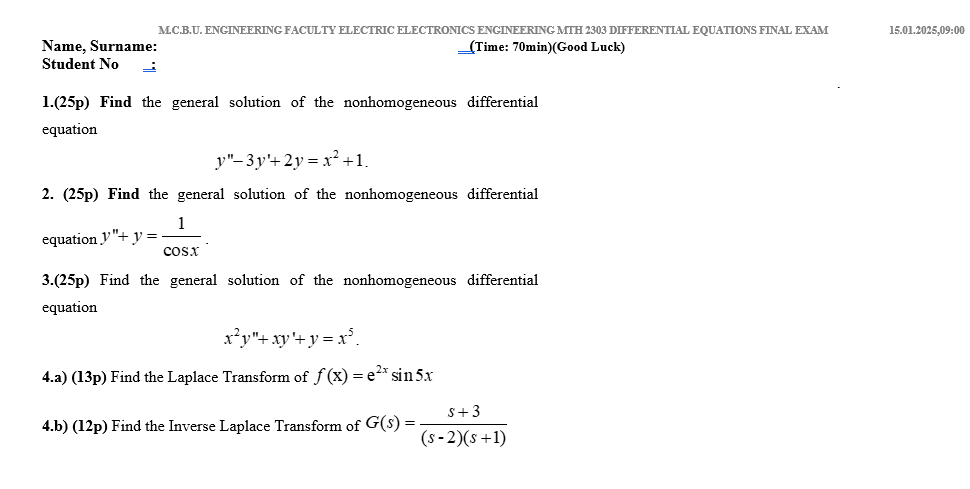 M.C.B.U. ENGINEERING FACULTY ELECTRIC ELECTRONICS ENGINEERING MTH 2303 DIFFERENTIAL EQUATIONS FINAL EXAM 15.01.2025,09:00
Name, Surname: __(Time: 70min)(Good Luck)
Student No _:
1.(25p) Find the general solution of the nonhomogeneous differential
equation
y"−3y'+2y = x² +1.
2. (25p) Find the general solution of the nonhomogeneous differential
equation y"+ y = 1/cosx .
3.(25p) Find the general solution of the nonhomogeneous differential
equation
x²y"+ xy'+ y = x⁵.
4.a) (13p) Find the Laplace Transform of f(x) = e²ˣ sin5x
4.b) (12p) Find the Inverse Laplace Transform of G(s) = s+3/(s-2)(s+1)